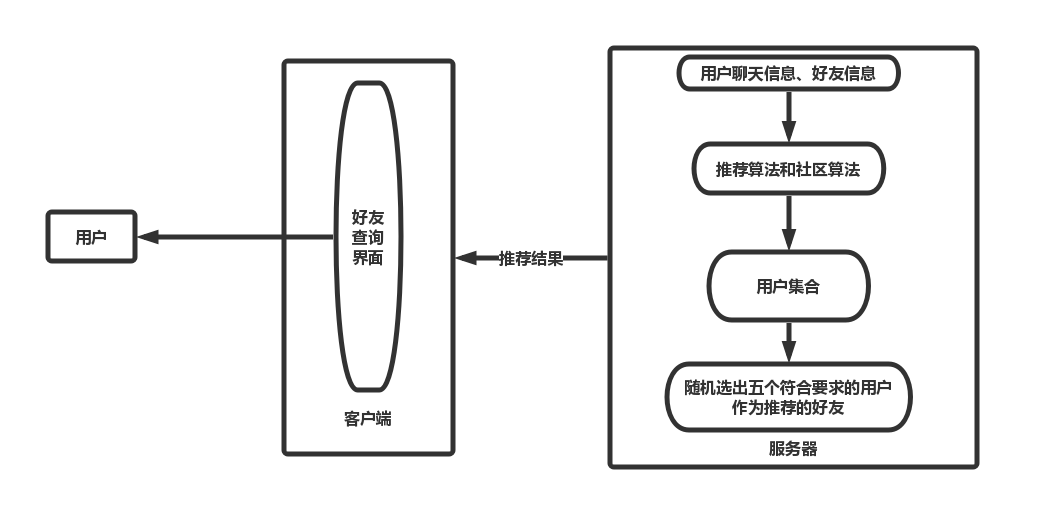 用户
好友
查询
界面
客户端
推荐结果
用户聊天信息、好友信息
推荐算法和社区算法
用户集合
随机选出五个符合要求的用户
作为推荐的好友
服务器